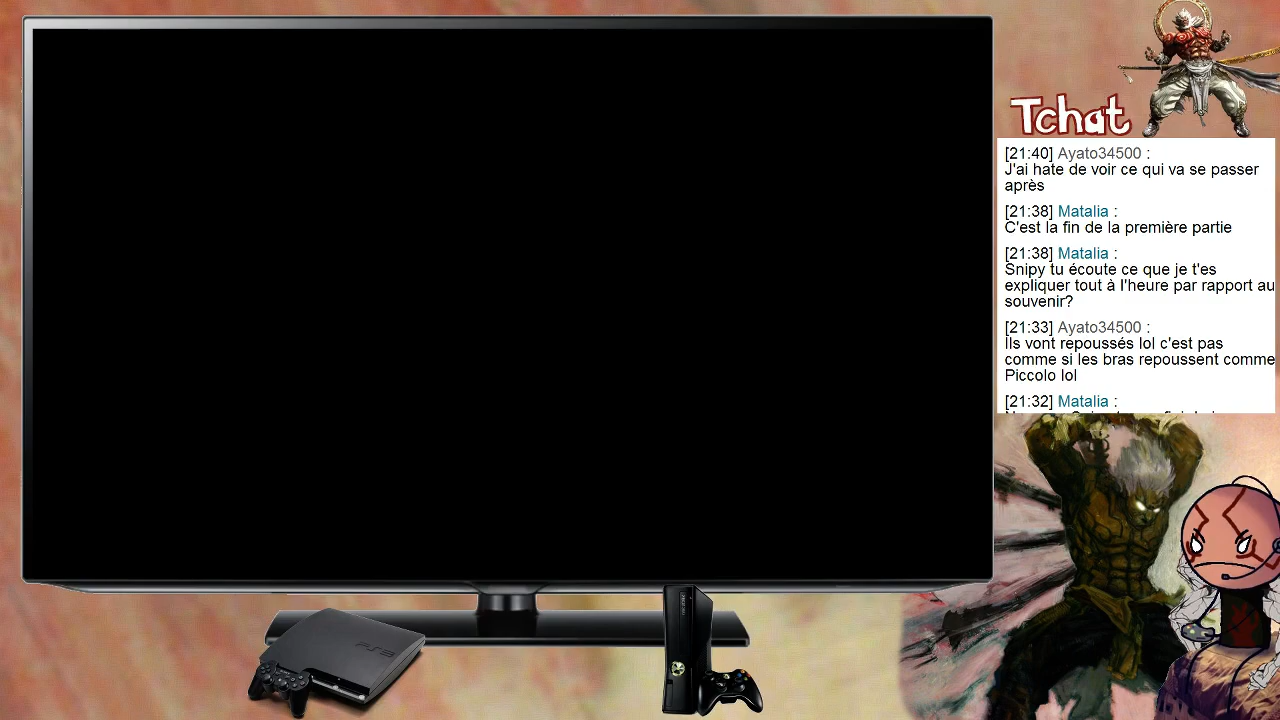 Tchat
[21:40] Ayato34500 :
J'ai hate de voir ce qui va se passer
après
[21:38] Matalia :
C'est la fin de la première partie
[21:38] Matalia :
Snipy tu écoute ce que je t'es
expliquer tout à l'heure par rapport au
souvenir?
[21:33] Ayato34500 :
Ils vont repoussés lol c'est pas
comme si les bras repoussent comme
Piccolo lol
[21:32] Matalia :
PS3